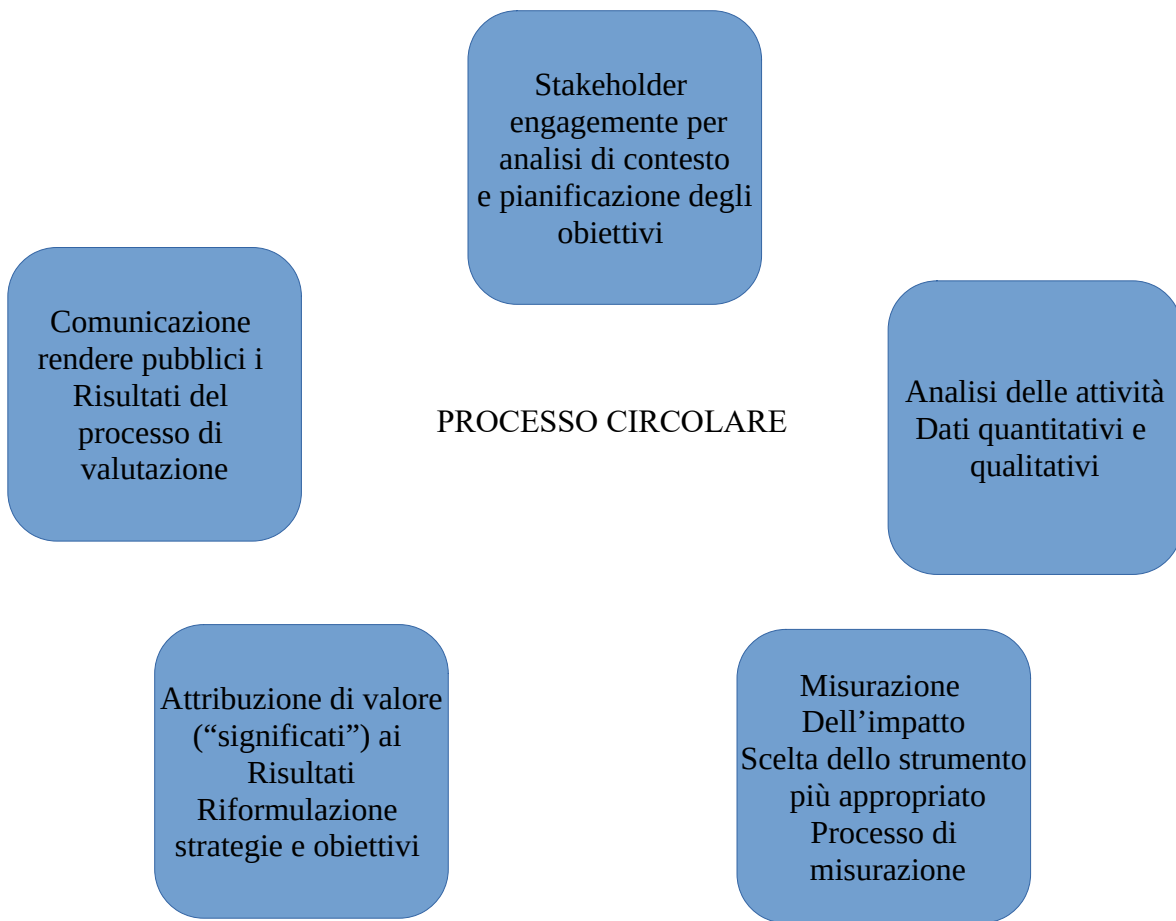 Stakeholder
engagemente per
analisi di contesto
e pianificazione degli
obiettivi
Comunicazione
rendere pubblici i
Risultati del
processo di
valutazione
PROCESSO CIRCOLARE
Analisi delle attività
Dati quantitativi e
qualitativi
Attribuzione di valore
(“significati”) ai
Risultati
Riformulazione
strategie e obiettivi
Misurazione
Dell’impatto
Scelta dello strumento
più appropriato
Processo di
misurazione